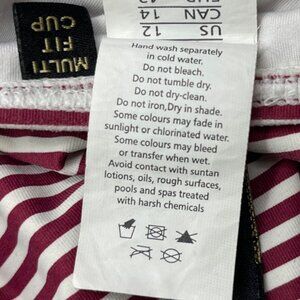 MULTI
FIT
CUP
US 12
CAN 14
EUR 42
Hand wash separately
in cold water.
Do not bleach.
Do not tumble dry.
Do not dry-clean.
Do not iron,Dry in shade.
Some colours may fade in
sunlight or chlorinated water.
Some colours may bleed
or transfer when wet.
Avoid contact with suntan
lotions, oils, rough surfaces,
pools and spas treated
with harsh chemicals